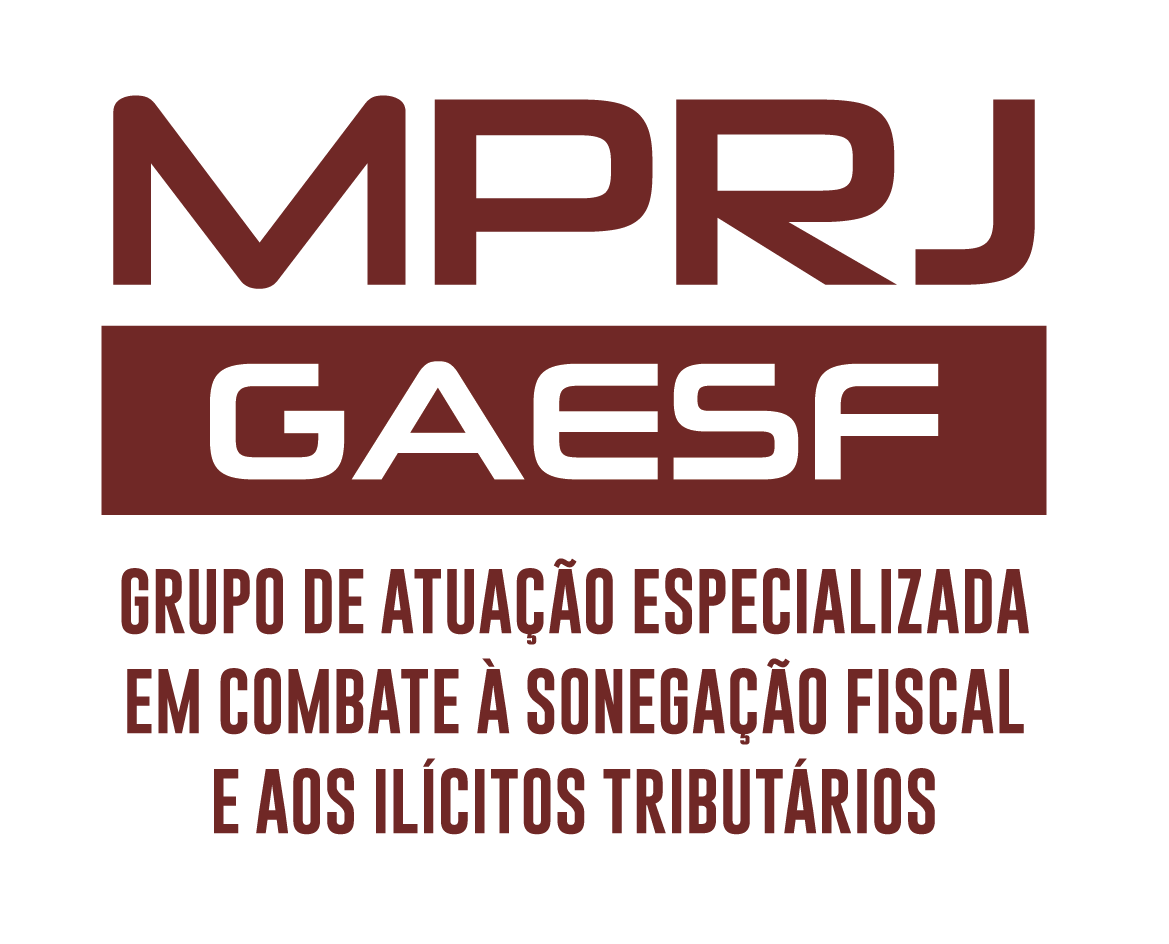 MPRJ
GAESF
GRUPO DE ATUAÇÃO ESPECIALIZADA
EM COMBATE À SONEGAÇÃO FISCAL
E AOS ILÍCITOS TRIBUTÁRIOS